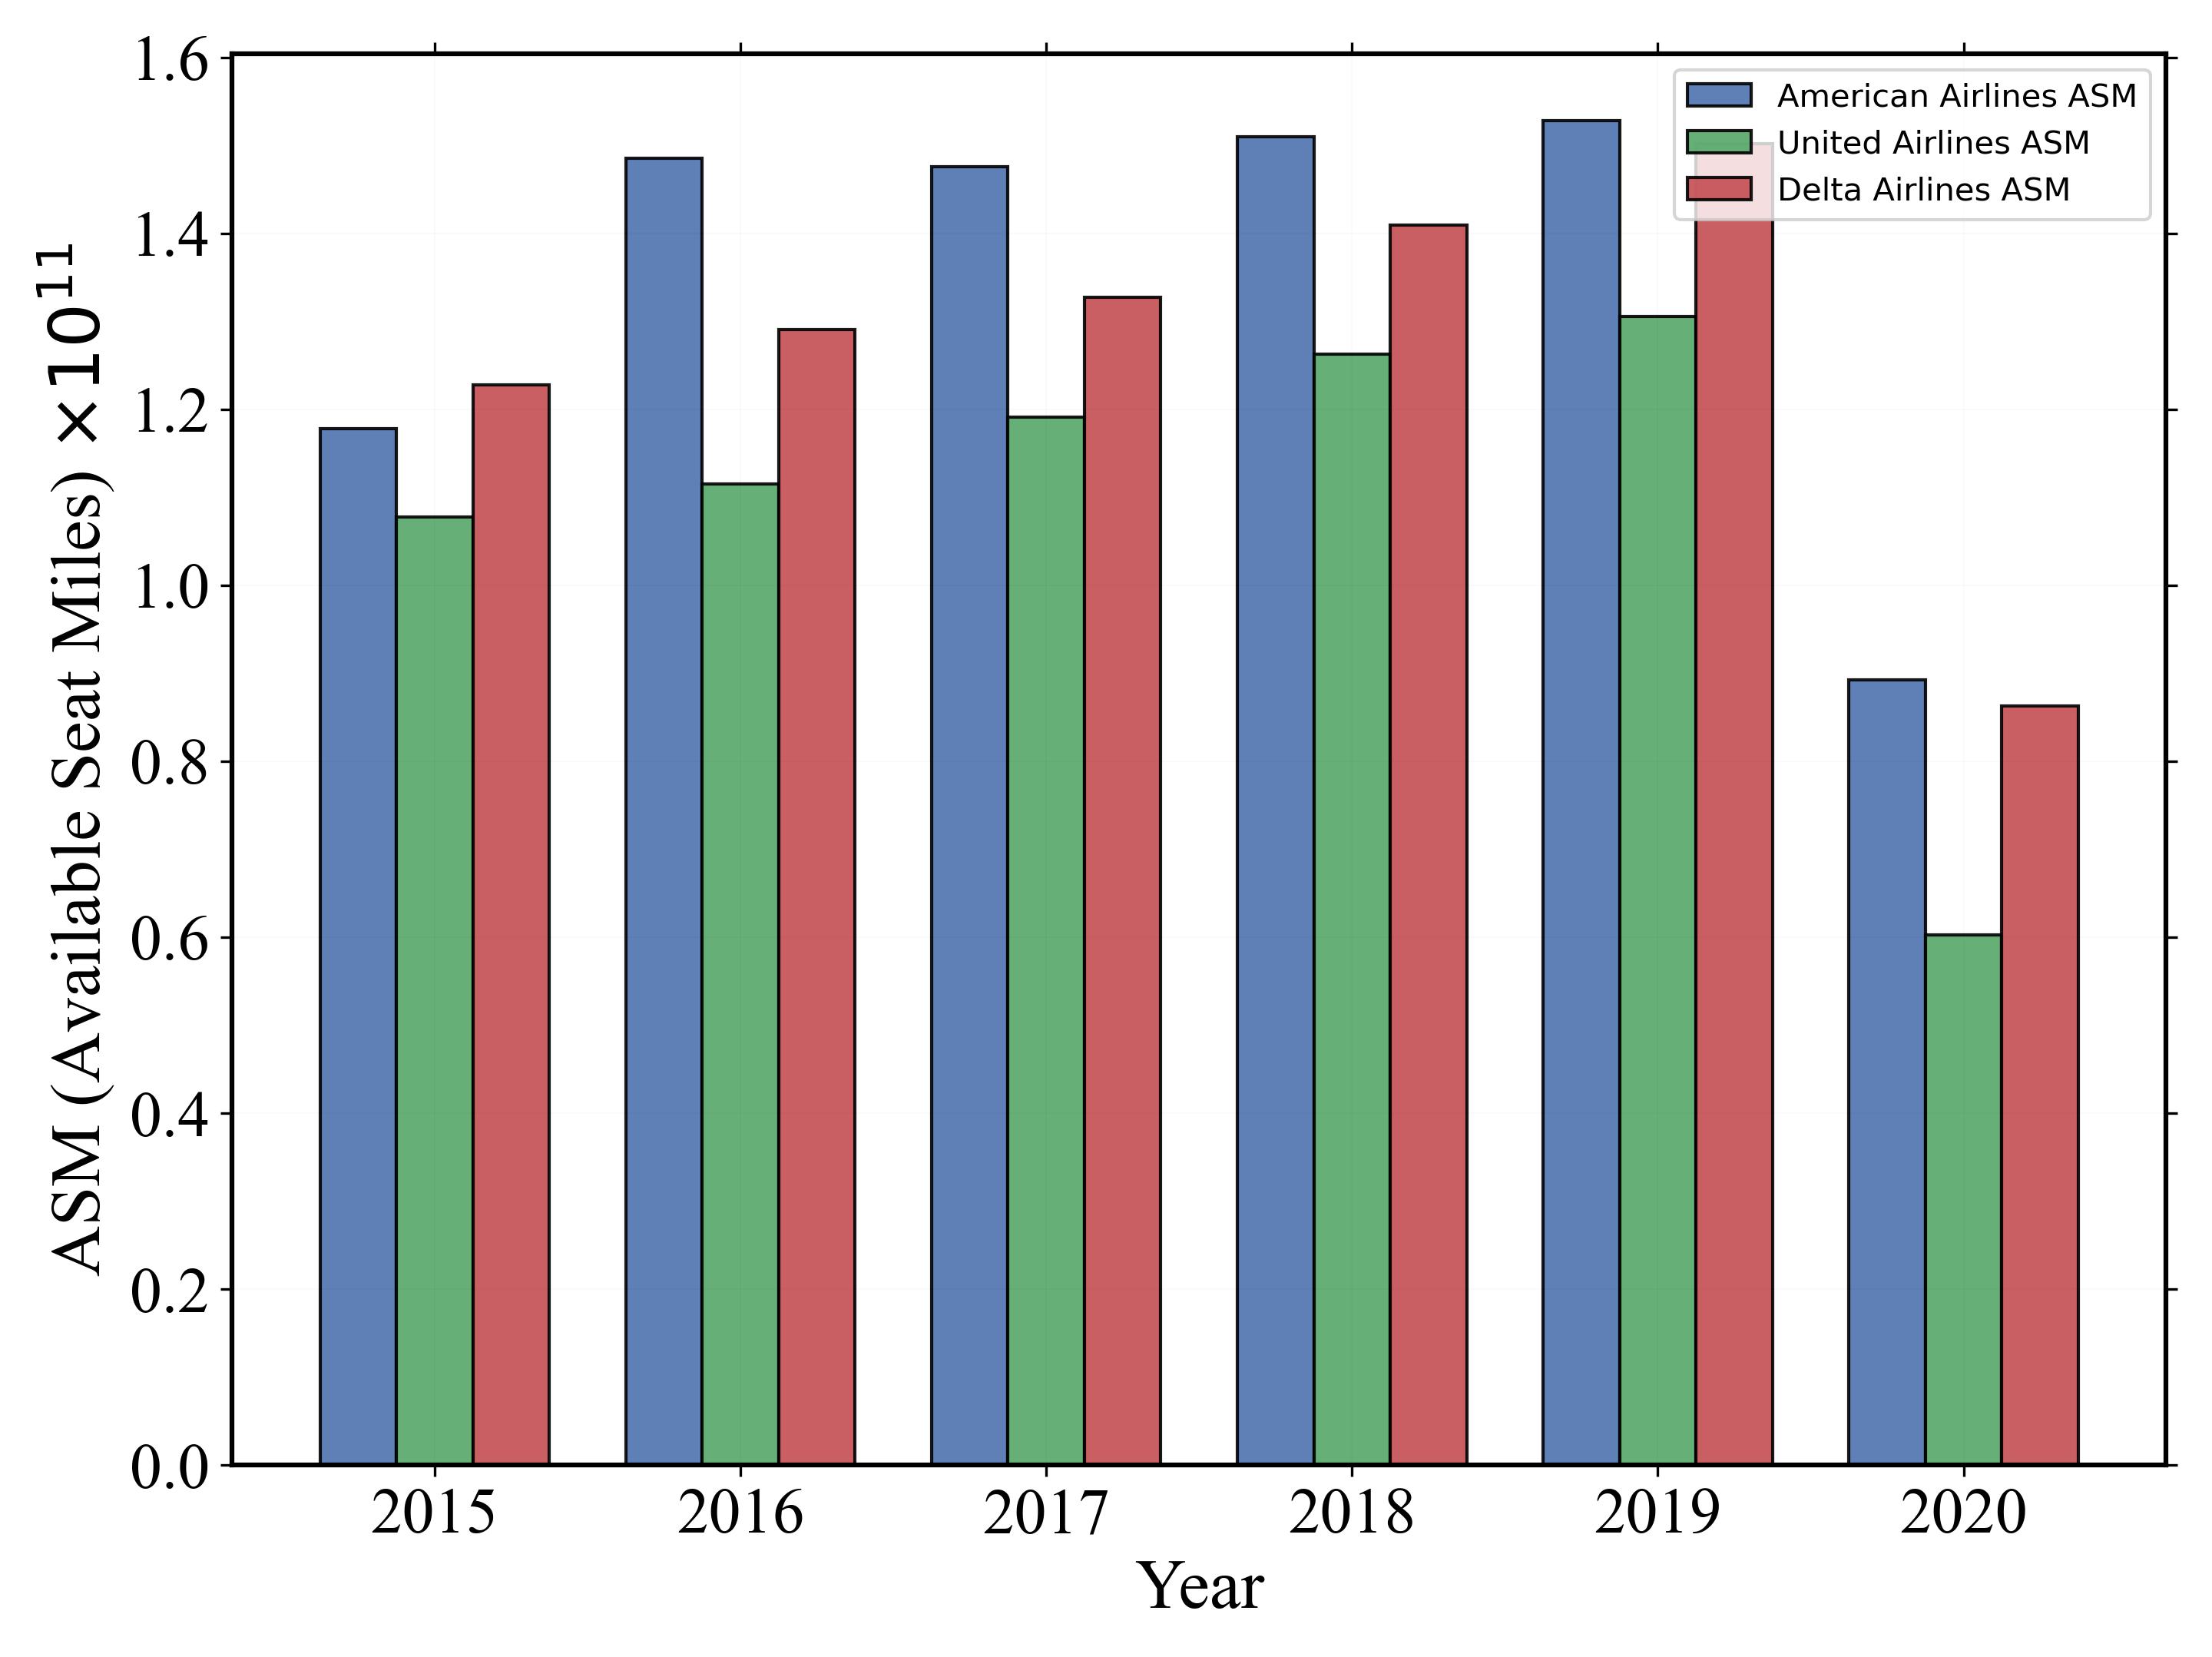 1.6
1.4
1.2
1.0
0.8
0.6
0.4
0.2
0.0
ASM (Available Seat Miles) ×10¹¹
American Airlines ASM
United Airlines ASM
Delta Airlines ASM
2015 2016 2017 2018 2019 2020
Year